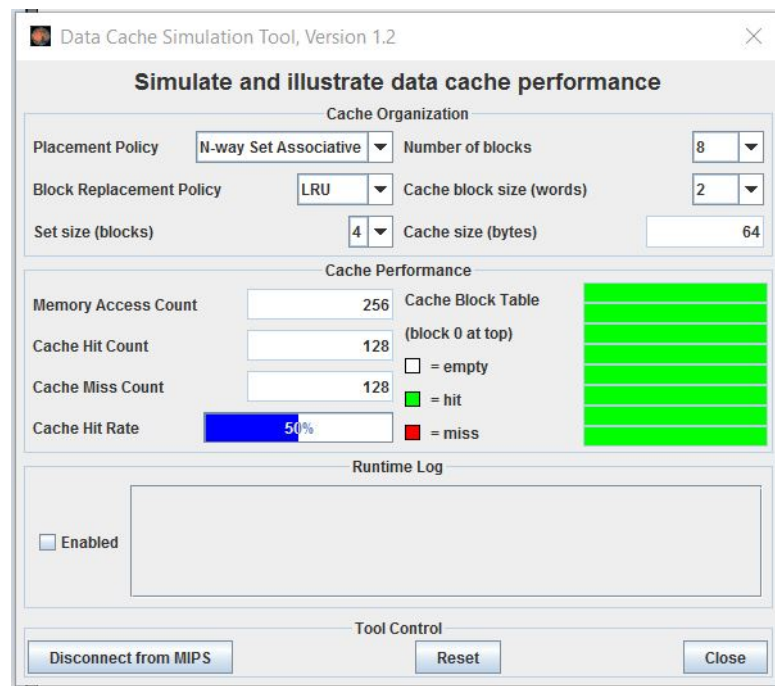 Data Cache Simulation Tool, Version 1.2
Simulate and illustrate data cache performance
Cache Organization
Placement Policy N-way Set Associative Number of blocks 8
Block Replacement Policy LRU Cache block size (words) 2
Set size (blocks) 4 Cache size (bytes) 64
Cache Performance
Memory Access Count 256 Cache Block Table
(block 0 at top)
Cache Hit Count 128
= empty
Cache Miss Count 128
= hit
Cache Hit Rate 50%
= miss
Runtime Log
Enabled
Tool Control
Disconnect from MIPS Reset Close